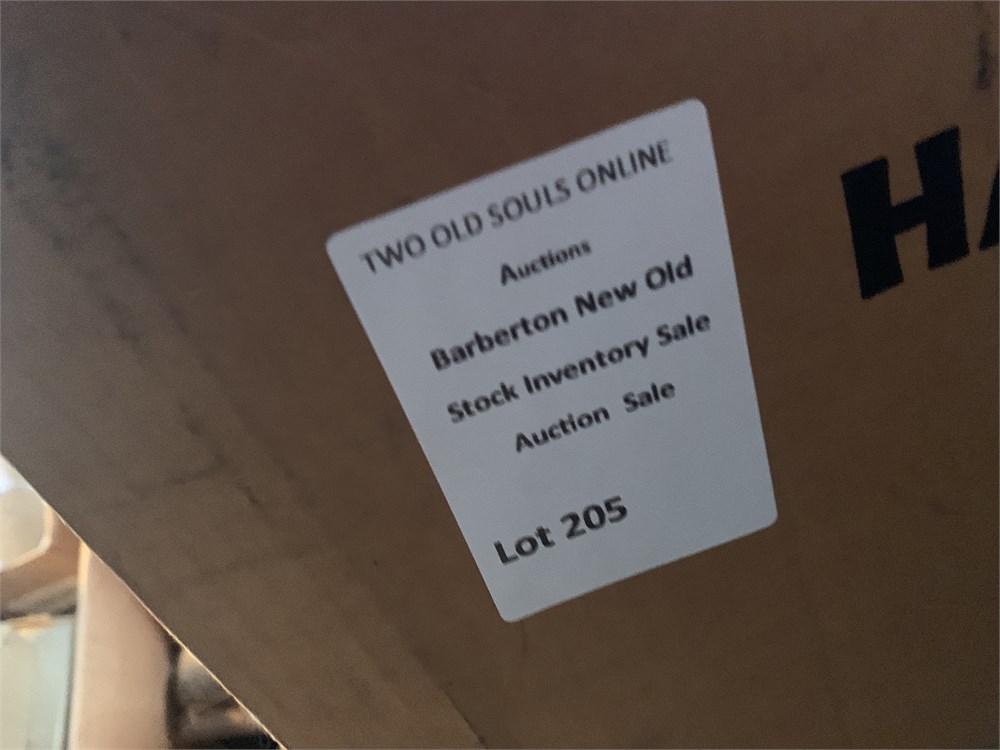 TWO OLD SOULS ONLINE
Auctions
Barberton New Old
Stock Inventory Sale
Auction Sale
Lot 205
H